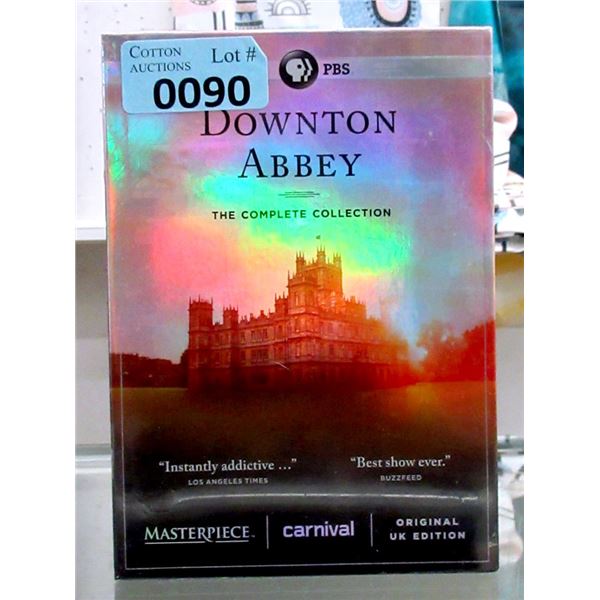 COTTON AUCTIONS Lot #
0090
PBS
DOWNTON
ABBEY
THE COMPLETE COLLECTION
“Instantly addictive ...”
LOS ANGELES TIMES
“Best show ever.”
BUZZFEED
MASTERPIECE™
carnival
ORIGINAL
UK EDITION